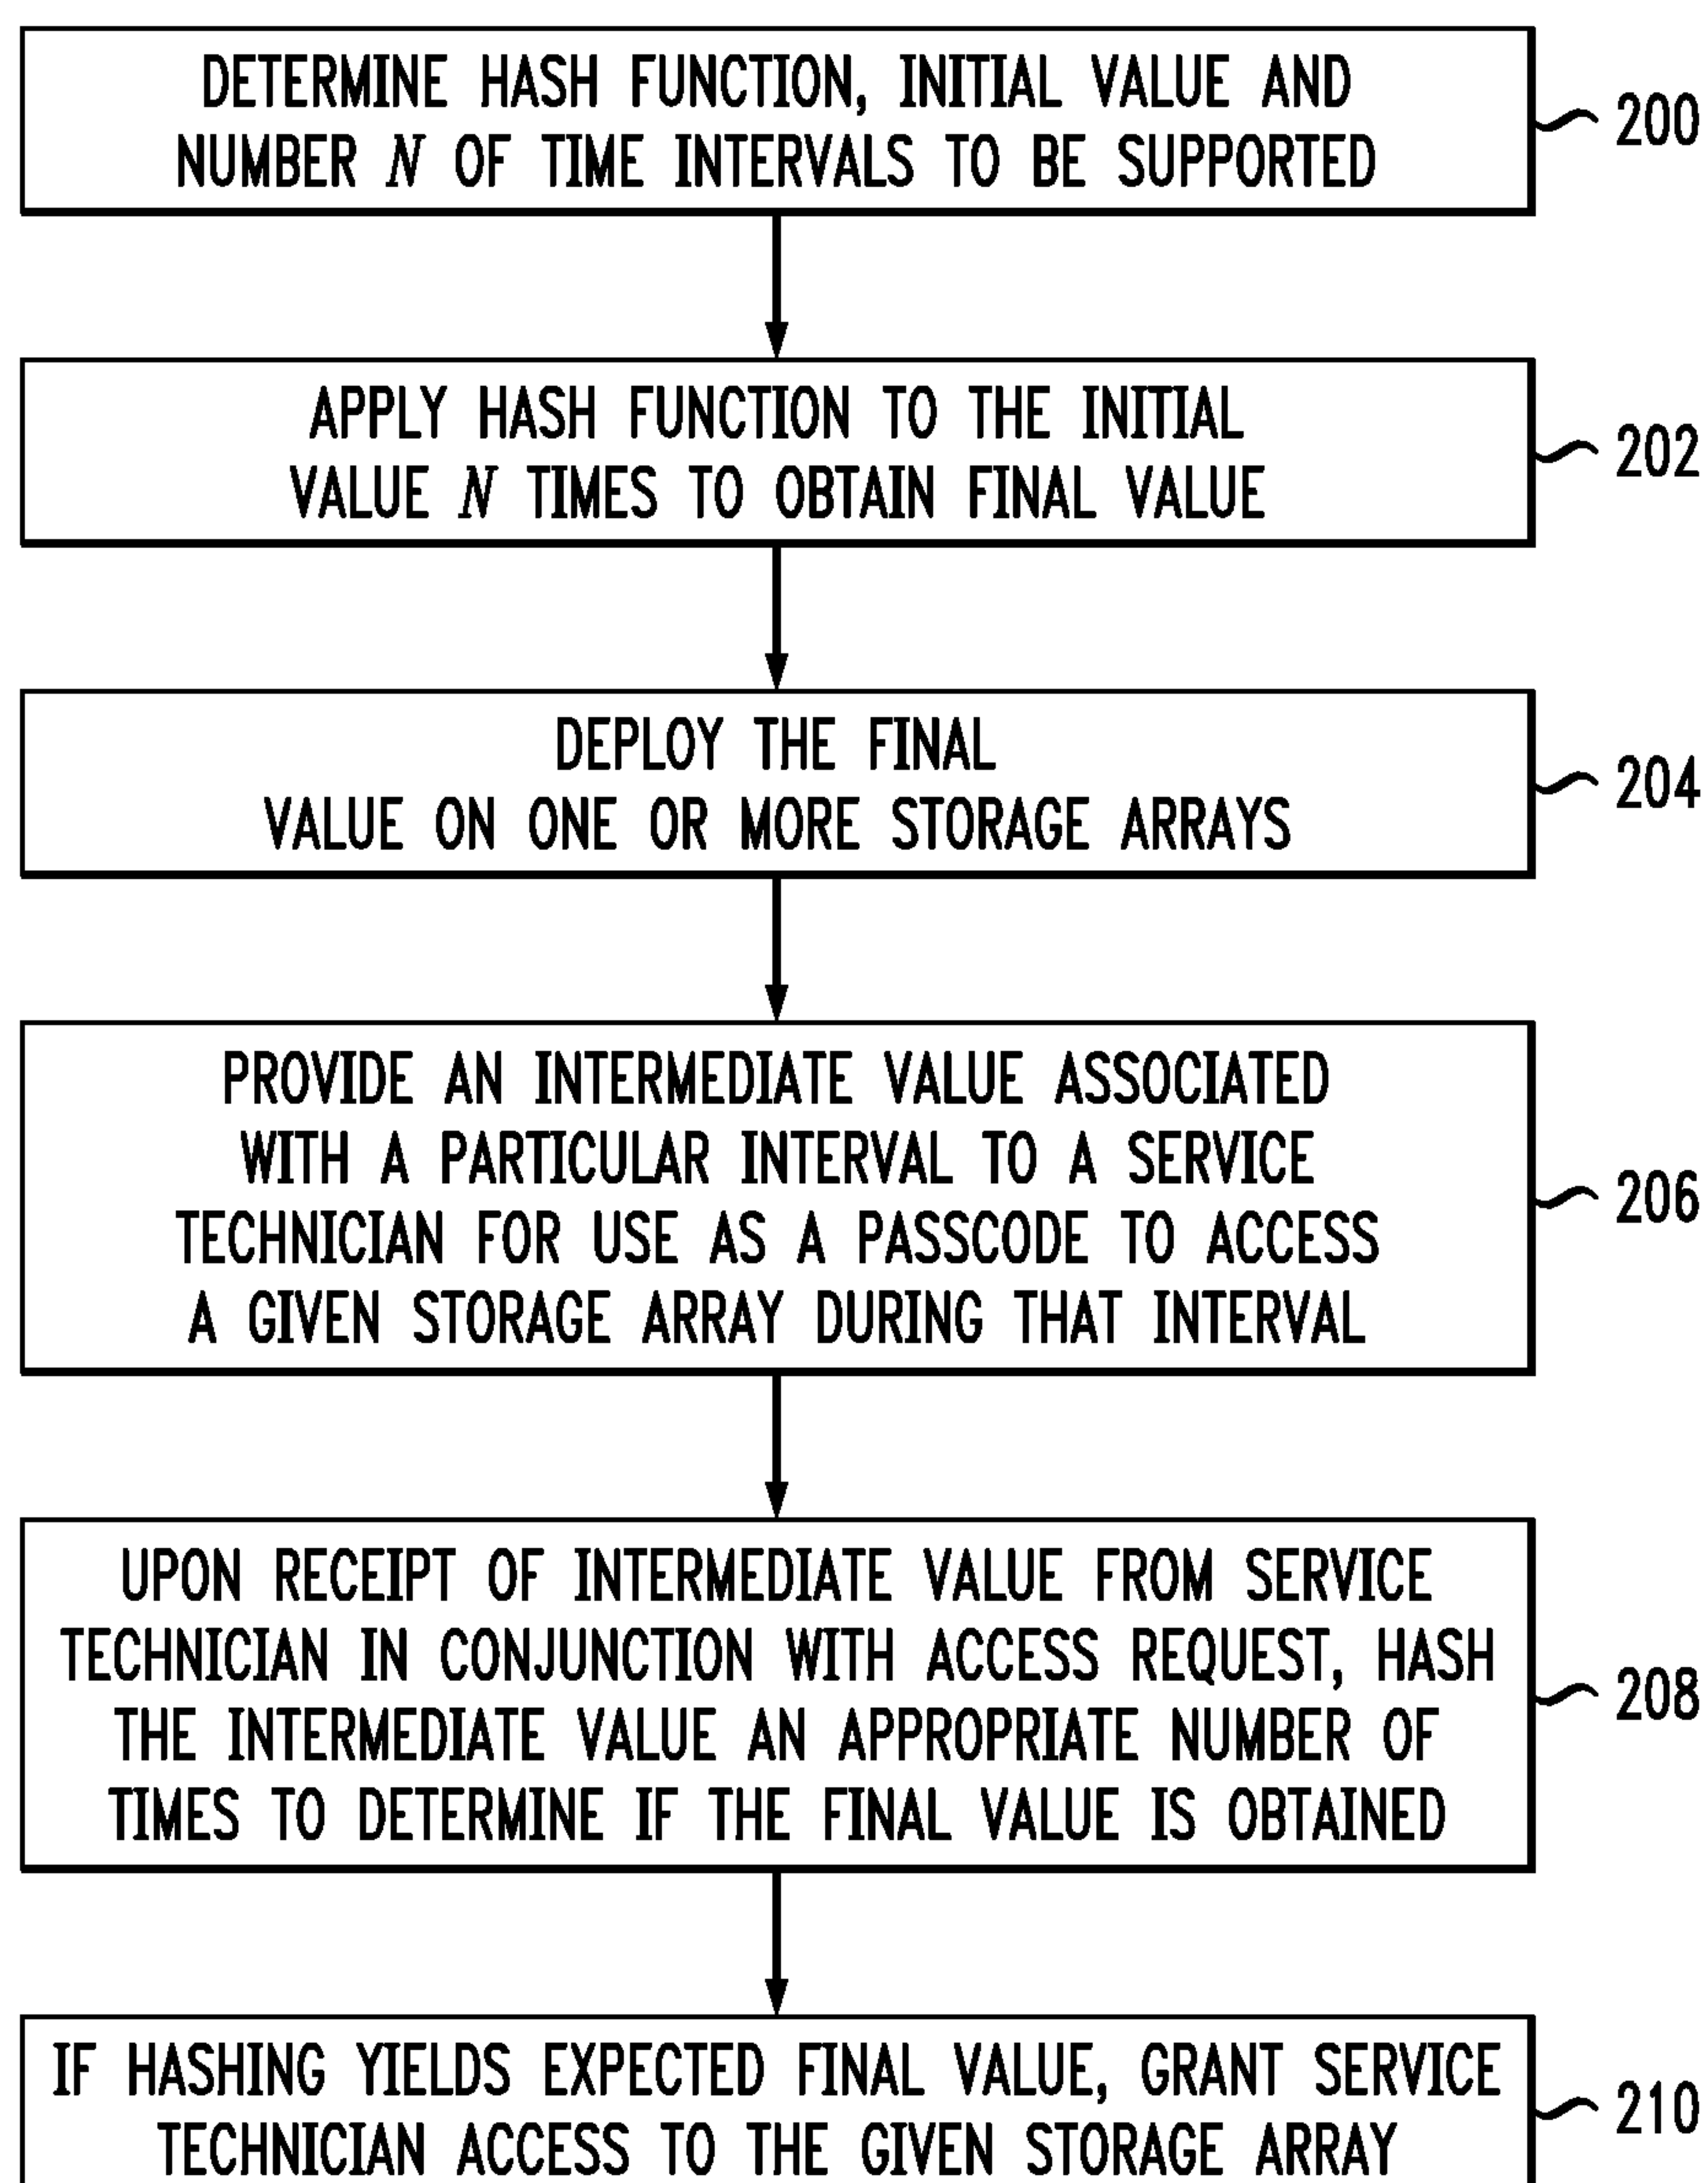 DETERMINE HASH FUNCTION, INITIAL VALUE AND
NUMBER N OF TIME INTERVALS TO BE SUPPORTED
200
APPLY HASH FUNCTION TO THE INITIAL
VALUE N TIMES TO OBTAIN FINAL VALUE
202
DEPLOY THE FINAL
VALUE ON ONE OR MORE STORAGE ARRAYS
204
PROVIDE AN INTERMEDIATE VALUE ASSOCIATED
WITH A PARTICULAR INTERVAL TO A SERVICE
TECHNICIAN FOR USE AS A PASSCODE TO ACCESS
A GIVEN STORAGE ARRAY DURING THAT INTERVAL
206
UPON RECEIPT OF INTERMEDIATE VALUE FROM SERVICE
TECHNICIAN IN CONJUNCTION WITH ACCESS REQUEST, HASH
THE INTERMEDIATE VALUE AN APPROPRIATE NUMBER OF
TIMES TO DETERMINE IF THE FINAL VALUE IS OBTAINED
208
IF HASHING YIELDS EXPECTED FINAL VALUE, GRANT SERVICE
TECHNICIAN ACCESS TO THE GIVEN STORAGE ARRAY
210